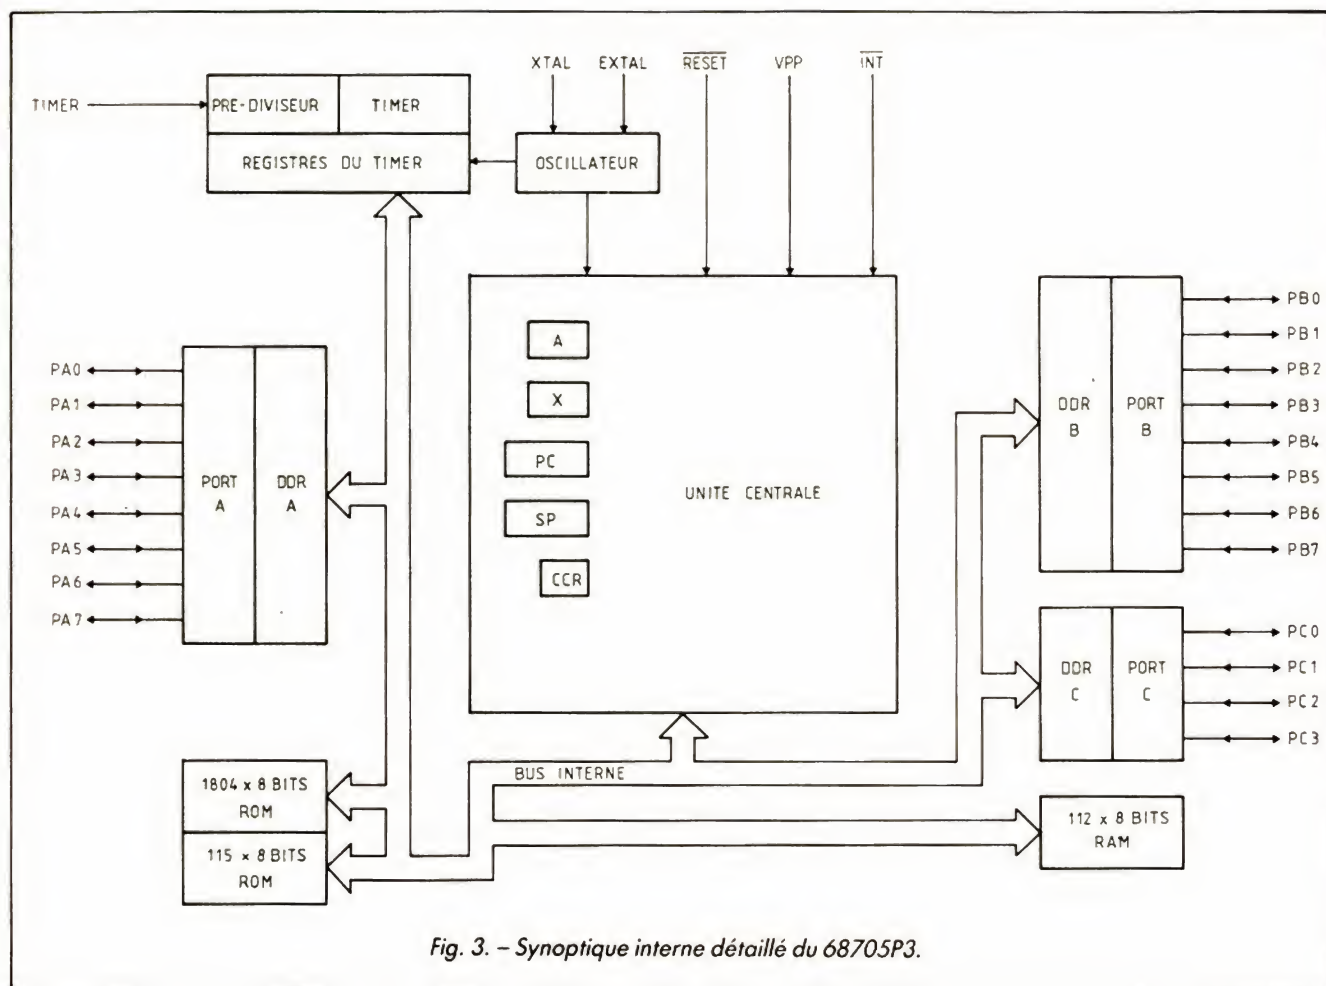 XTAL EXTAL RESET VPP INT
TIMER
PRE-DIVISEUR TIMER
REGISTRES DU TIMER
OSCILLATEUR
PA0
PA1
PA2
PA3
PA4
PA5
PA6
PA7
PORT A
DDR A
A
X
PC
SP
CCR
UNITE CENTRALE
DDR B
PORT B
PB0
PB1
PB2
PB3
PB4
PB5
PB6
PB7
DDR C
PORT C
PC0
PC1
PC2
PC3
BUS INTERNE
1804 x 8 BITS
ROM
115 x 8 BITS
ROM
112 x 8 BITS
RAM
Fig. 3. – Synoptique interne détaillé du 68705P3.